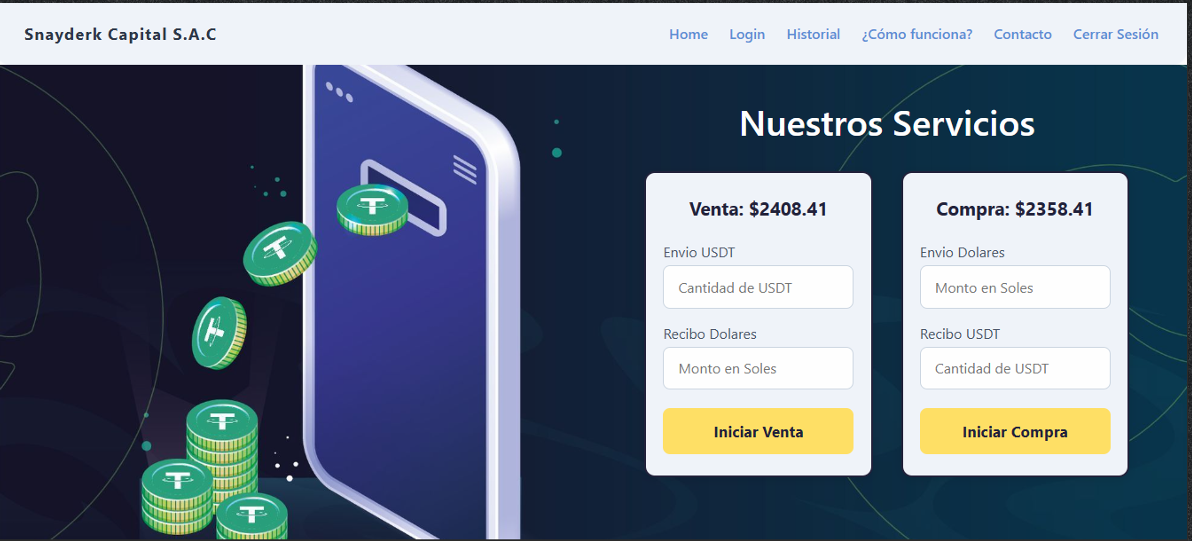 Snayderk Capital S.A.C
Home Login Historial ¿Cómo funciona? Contacto Cerrar Sesión
Nuestros Servicios
Venta: $2408.41
Envio USDT
Cantidad de USDT
Recibo Dolares
Monto en Soles
Iniciar Venta
Compra: $2358.41
Envio Dolares
Monto en Soles
Recibo USDT
Cantidad de USDT
Iniciar Compra